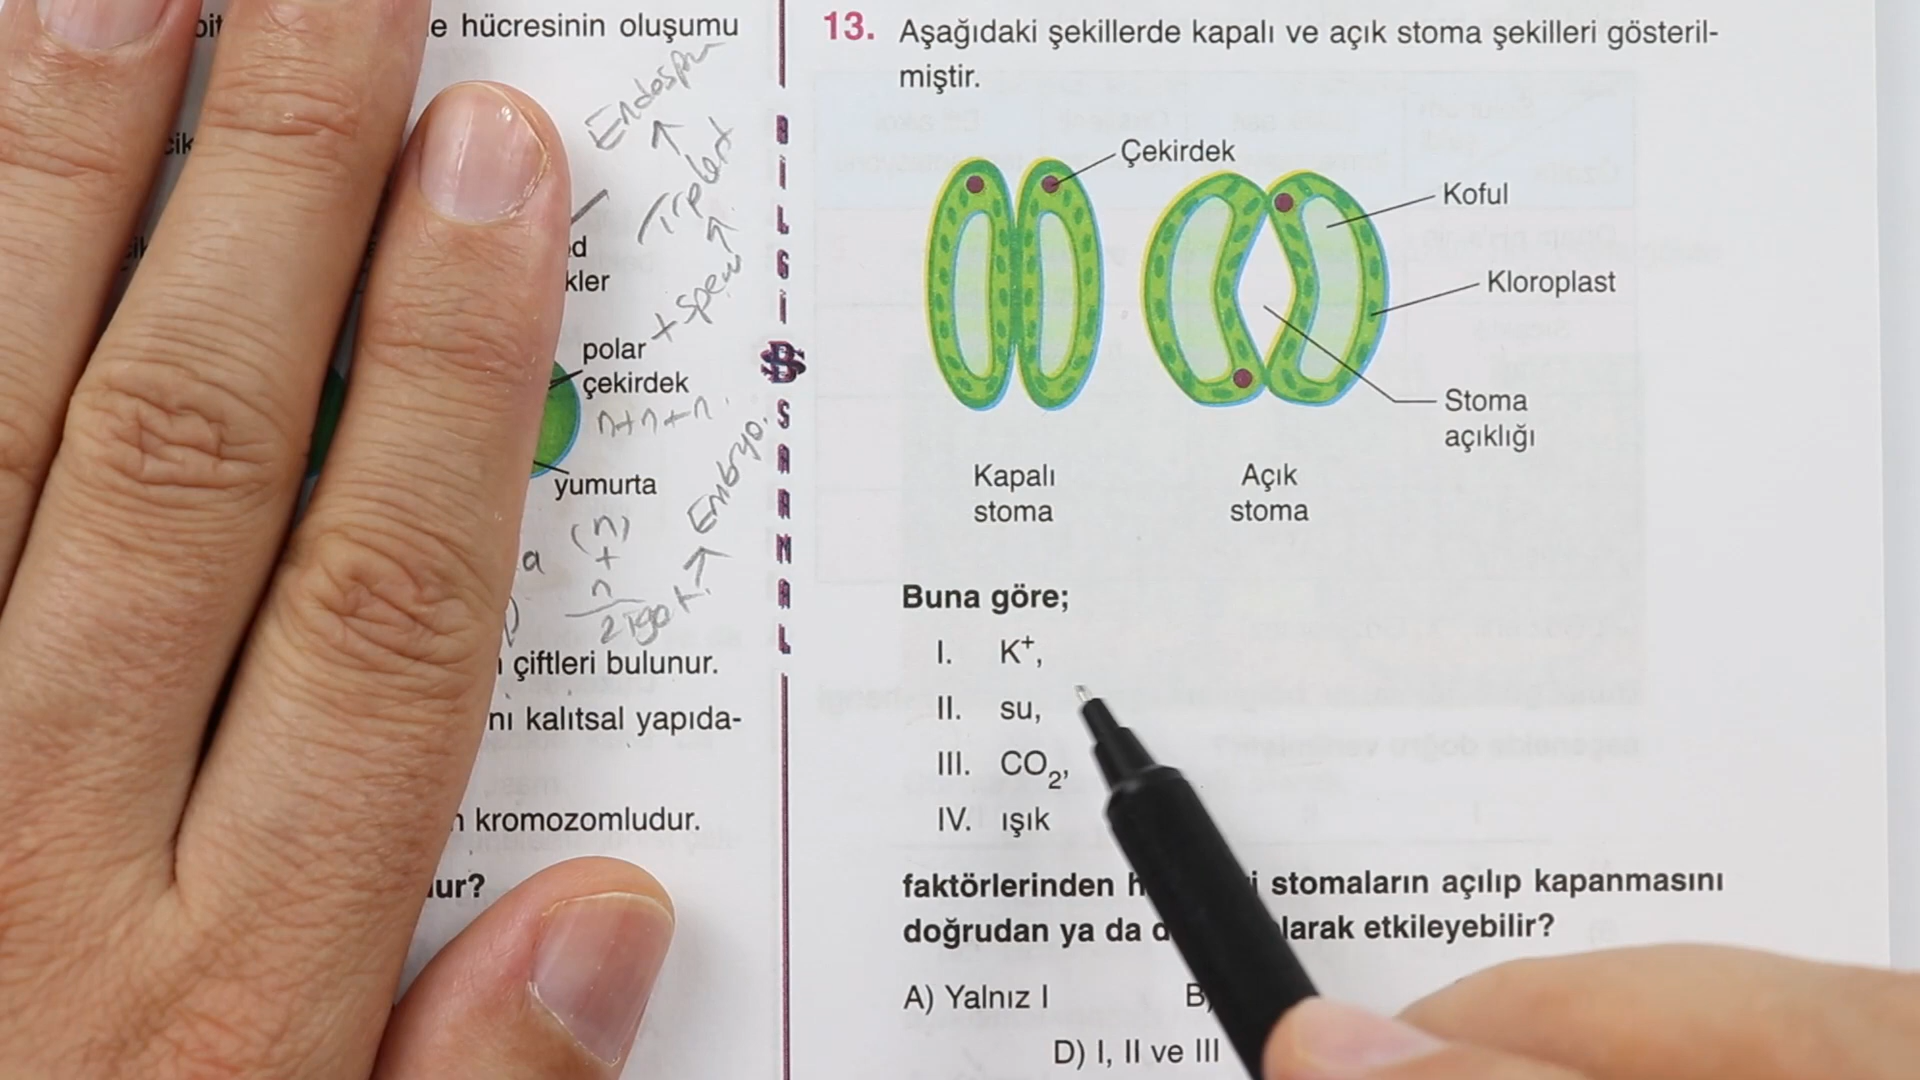 e hücresinin oluşumu
Endospe
Triploit
+ sperm
kler
polar
çekirdek
n+n+n
yumurta
(n)
+
n
zigot
Embriyo.
çiftleri bulunur.
nı kalıtsal yapıda-
kromozomludur.
ur?
BİLGİ
SARMAL
13. Aşağıdaki şekillerde kapalı ve açık stoma şekilleri gösteril-
miştir.
Çekirdek
Koful
Kloroplast
Stoma
açıklığı
Kapalı
stoma
Açık
stoma
Buna göre;
I. K⁺,
II. su,
III. CO₂,
IV. ışık
faktörlerinden h i stomaların açılıp kapanmasını
doğrudan ya da d larak etkileyebilir?
A) Yalnız I B)
D) I, II ve III